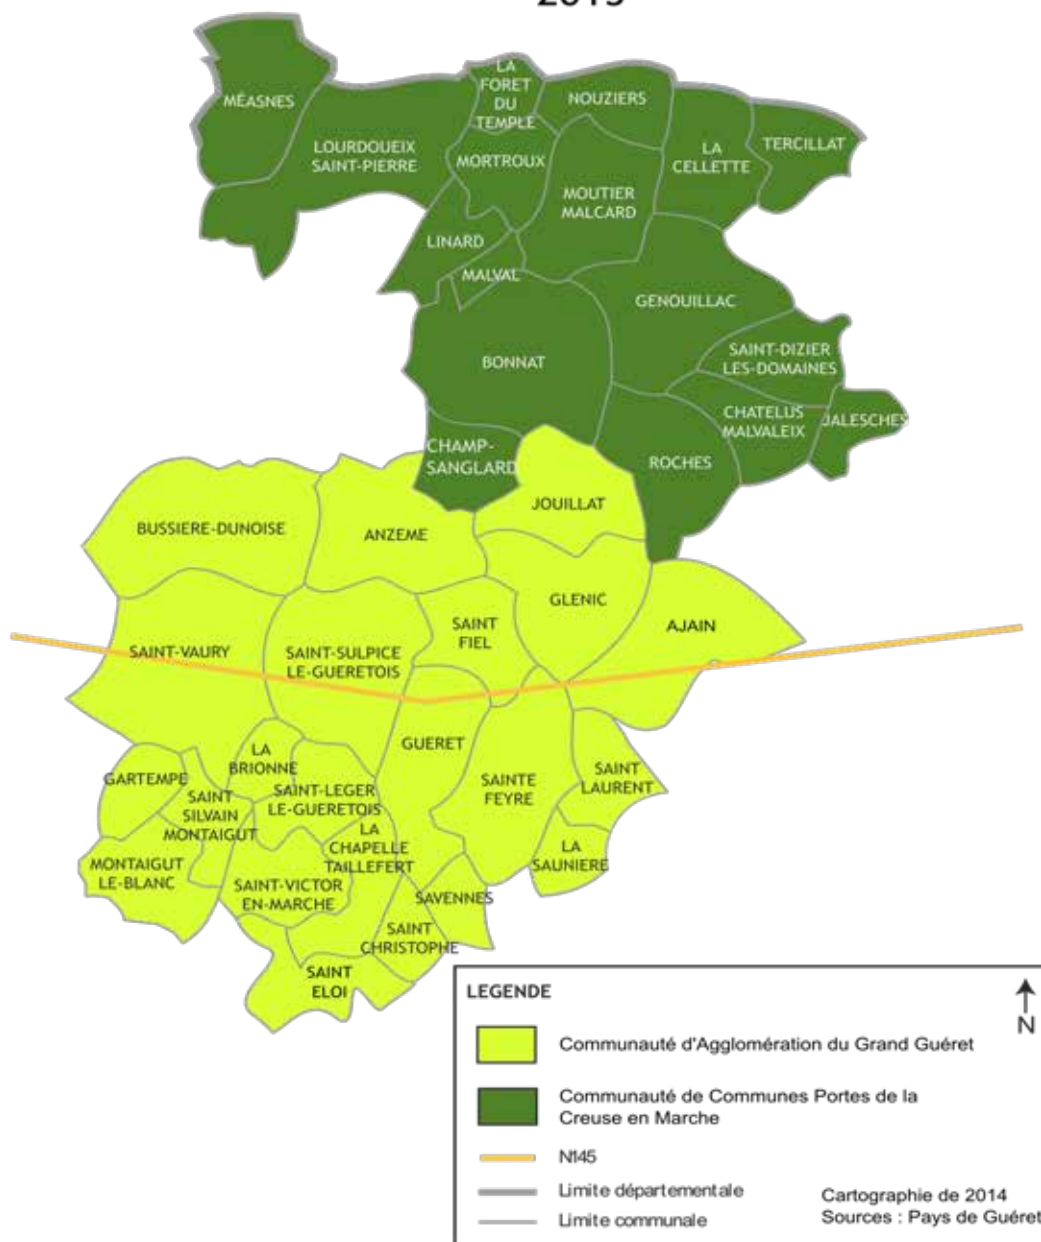 2015
MÉASNES
LA
FORET
DU
TEMPLE
NOUZIERS
LOURDOUEIX
SAINT-PIERRE
MORTROUX
LA
CELLETTE
TERCILLAT
MOUTIER
MALCARD
LINARD
MALVAL
GENOUILLAC
BONNAT
SAINT-DIZIER
LES-DOMAINES
CHATELUS
MALVALEIX
JALESCHES
CHAMP-
SANGLARD
ROCHES
JOUILLAT
BUSSIERE-DUNOISE
ANZEME
GLENIC
AJAIN
SAINT
FIEL
SAINT-VAURY
SAINT-SULPICE
LE-GUERETOIS
GUERET
LA
BRIONNE
GARTEMPE
SAINT-LEGER
LE-GUERETOIS
SAINTE
FEYRE
SAINT
LAURENT
SAINT
SILVAIN
MONTAIGUT
LA
CHAPELLE
TAILLEFERT
LA
SAUNIERE
MONTAIGUT
LE-BLANC
SAINT-VICTOR
EN-MARCHE
SAVENNES
SAINT
CHRISTOPHE
SAINT
ELOI
LEGENDE
N
Communauté d'Agglomération du Grand Guéret
Communauté de Communes Portes de la
Creuse en Marche
N145
Limite départementale
Limite communale
Cartographie de 2014
Sources : Pays de Guéret